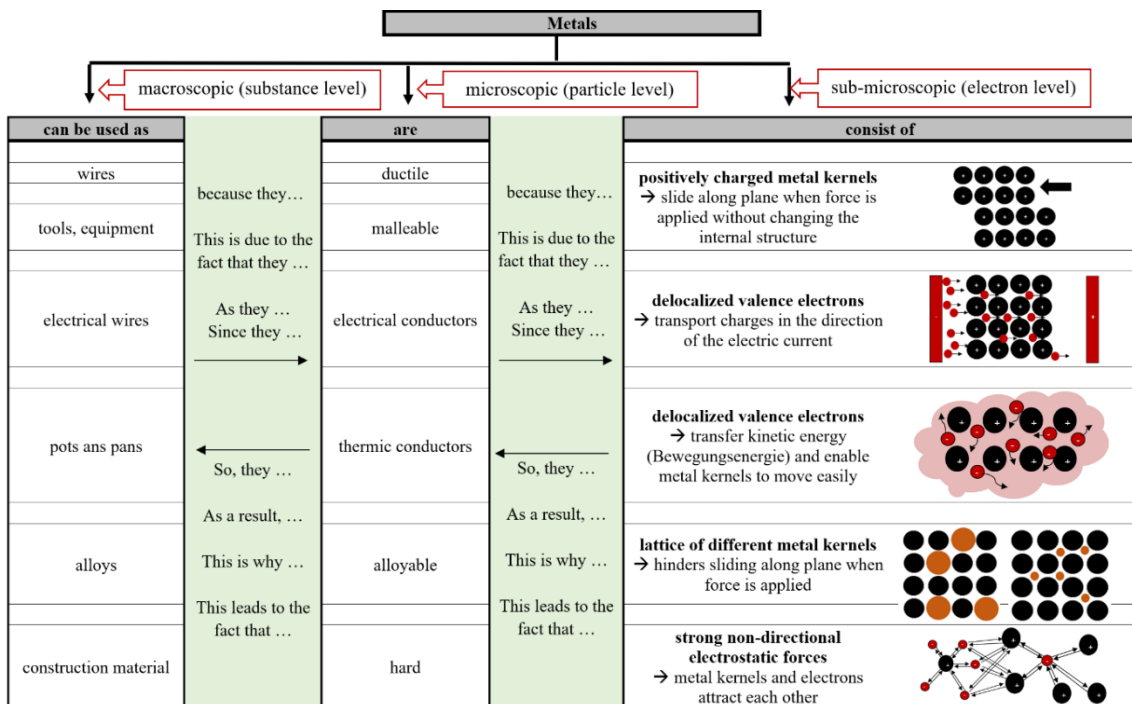 Metals
macroscopic (substance level)
microscopic (particle level)
sub-microscopic (electron level)
can be used as
are
consist of
wires
tools, equipment
electrical wires
pots ans pans
alloys
construction material
because they…
This is due to the
fact that they …
As they …
Since they …
So, they …
As a result, …
This is why …
This leads to the
fact that …
ductile
malleable
electrical conductors
thermic conductors
alloyable
hard
because they…
This is due to the
fact that they …
As they …
Since they …
So, they …
As a result, …
This is why …
This leads to the
fact that …
positively charged metal kernels
→ slide along plane when force is
applied without changing the
internal structure
delocalized valence electrons
→ transport charges in the direction
of the electric current
delocalized valence electrons
→ transfer kinetic energy
(Bewegungsenergie) and enable
metal kernels to move easily
lattice of different metal kernels
→ hinders sliding along plane when
force is applied
strong non-directional
electrostatic forces
→ metal kernels and electrons
attract each other